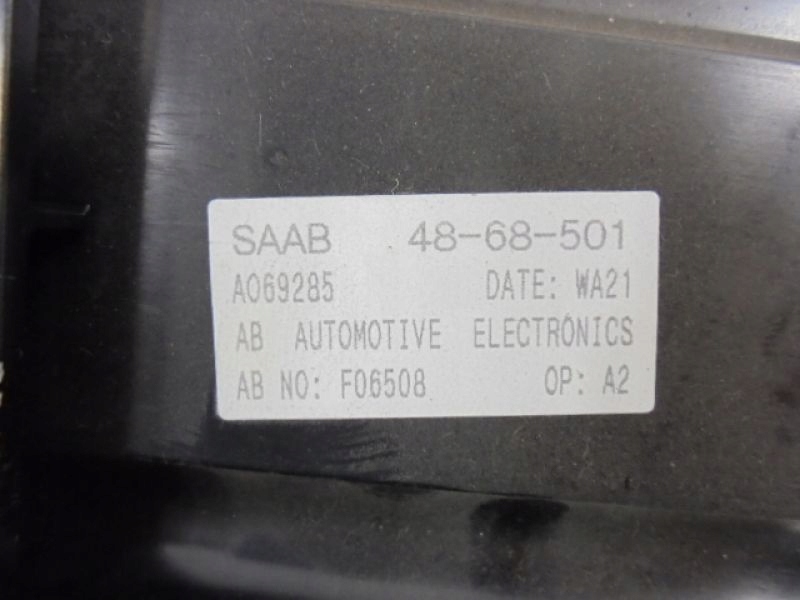 SAAB 48-68-501
A069285 DATE: WA21
AB AUTOMOTIVE ELECTRONICS
AB NO: F06508 OP: A2